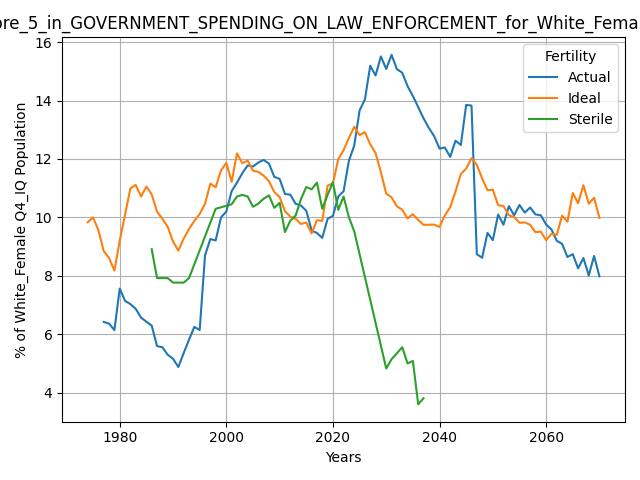 ore_5_in_GOVERNMENT_SPENDING_ON_LAW_ENFORCEMENT_for_White_Fema
16
14
12
10
8
6
4
% of White_Female Q4_IQ Population
Fertility
Actual
Ideal
Sterile
1980
2000
2020
2040
2060
Years